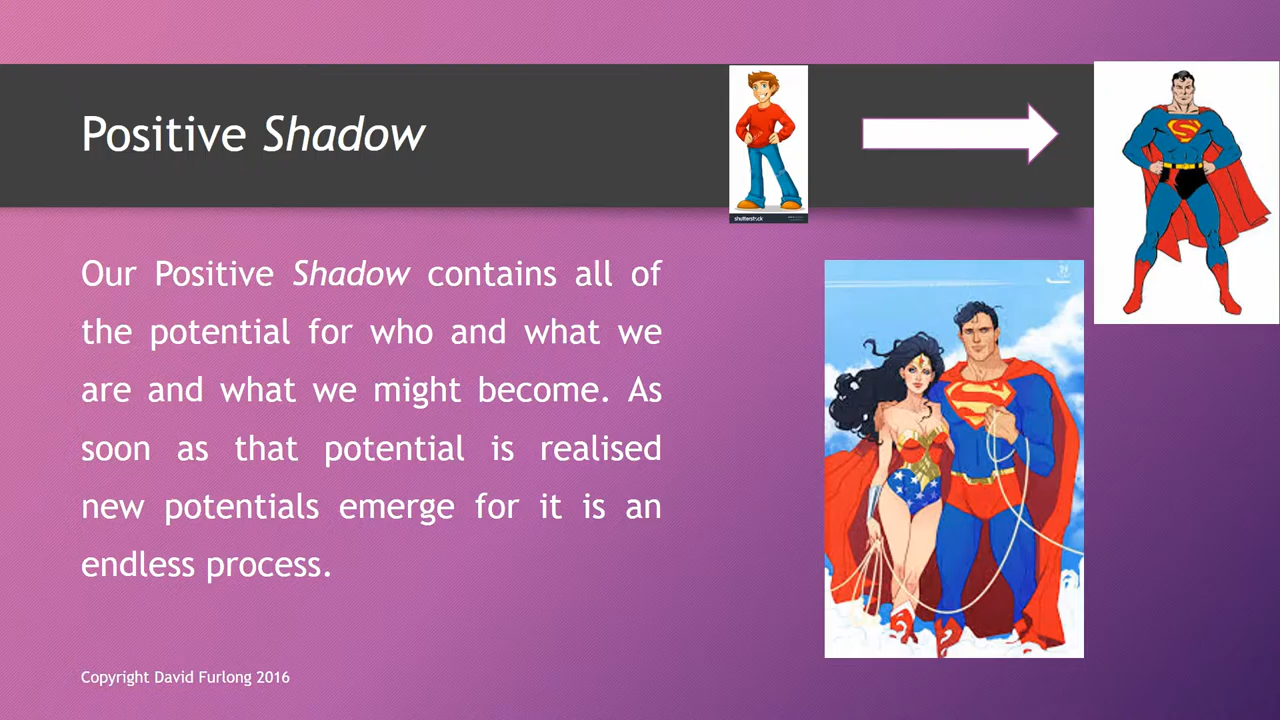 Positive Shadow
shutterstock
Our Positive Shadow contains all of
the potential for who and what we
are and what we might become. As
soon as that potential is realised
new potentials emerge for it is an
endless process.
Copyright David Furlong 2016